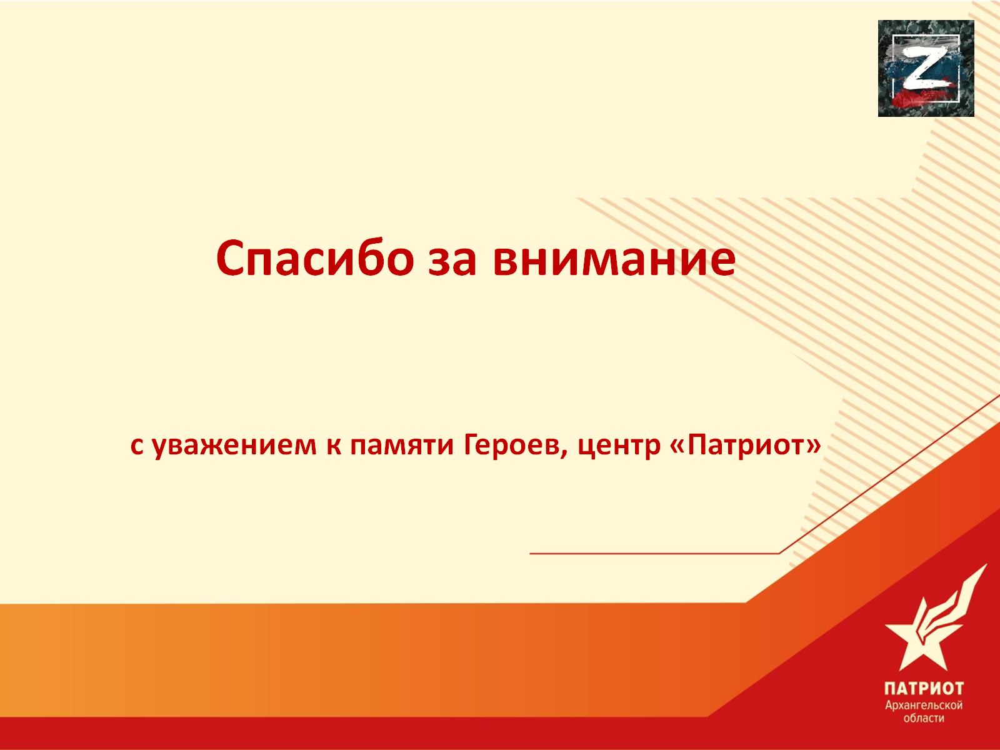 Z
Спасибо за внимание
с уважением к памяти Героев, центр «Патриот»
ПАТРИОТ
Архангельской
области